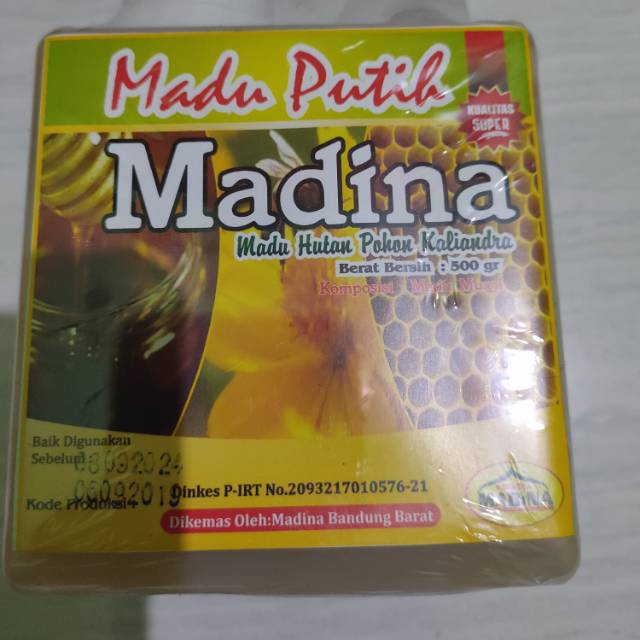 Madu Putih
KUALITAS
SUPER
Madina
Madu Hutan Pohon Kaliandra
Berat Bersih : 500 gr
Komposisi : Madu Murni
Baik Digunakan
Sebelum : 08092024
06092019 Dinkes P-IRT No.2093217010576-21
Kode Produksi :
MADINA
Dikemas Oleh:Madina Bandung Barat